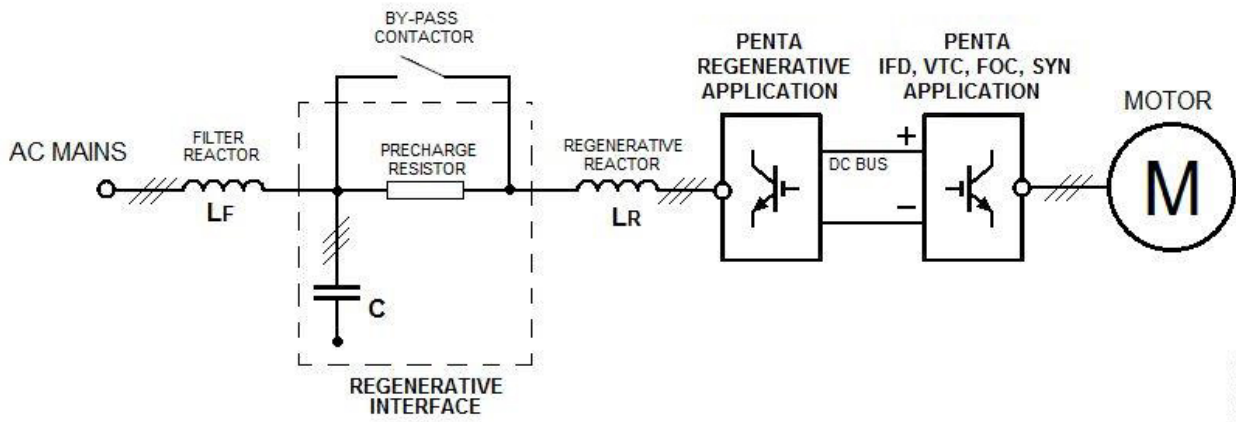 BY-PASS
CONTACTOR
PENTA
REGENERATIVE
APPLICATION
PENTA
IFD, VTC, FOC, SYN
APPLICATION
MOTOR
AC MAINS
FILTER
REACTOR
PRECHARGE
RESISTOR
REGENERATIVE
REACTOR
DC BUS
+
−
M
LF
LR
C
REGENERATIVE
INTERFACE